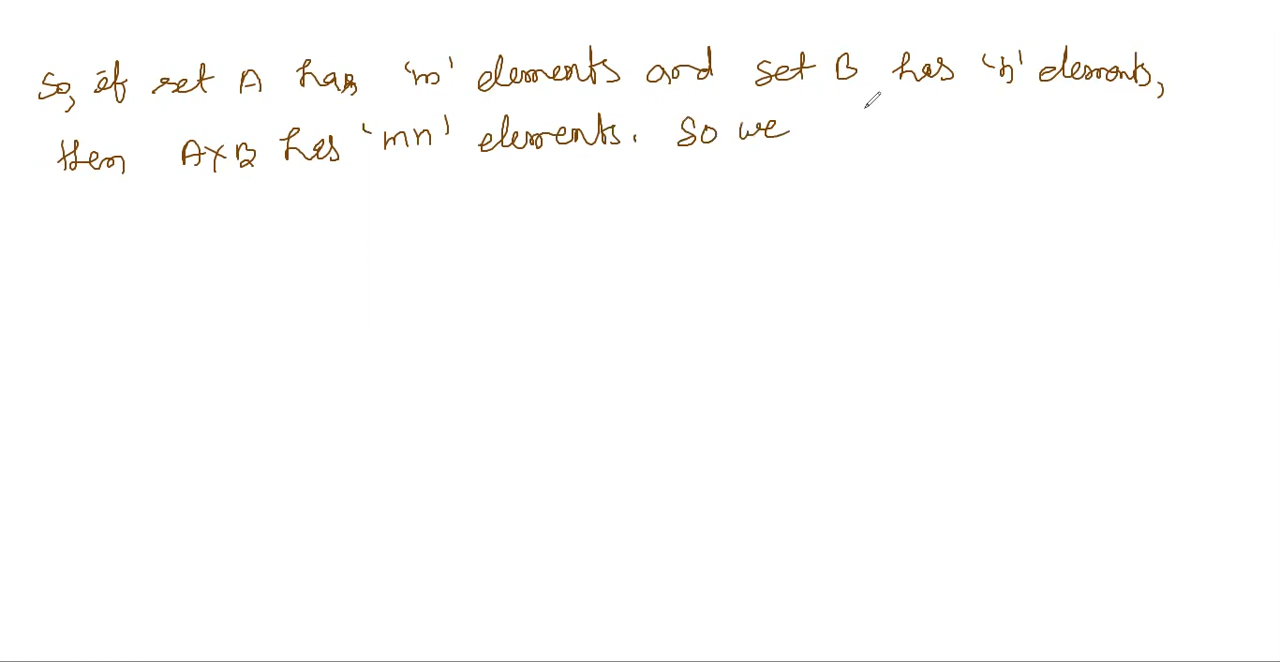 So, if set A has 'm' elements and set B has 'n' elements,
then A×B has 'mn' elements. So we